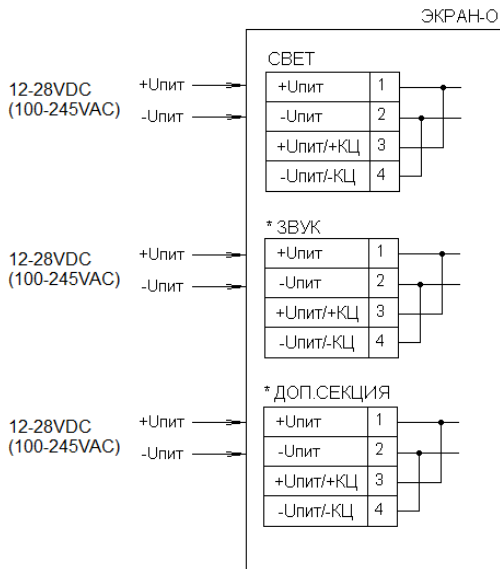 ЭКРАН-О
СВЕТ
12-28VDC
(100-245VAC)
+Uпит
-Uпит
+Uпит 1
-Uпит 2
+Uпит/+КЦ 3
-Uпит/-КЦ 4
* ЗВУК
12-28VDC
(100-245VAC)
+Uпит
-Uпит
+Uпит 1
-Uпит 2
+Uпит/+КЦ 3
-Uпит/-КЦ 4
* ДОП.СЕКЦИЯ
12-28VDC
(100-245VAC)
+Uпит
-Uпит
+Uпит 1
-Uпит 2
+Uпит/+КЦ 3
-Uпит/-КЦ 4